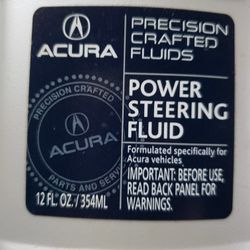 ACURA
PRECISION
CRAFTED
FLUIDS
PRECISION CRAFTED
ACURA
PARTS AND SERV
POWER
STEERING
FLUID
Formulated specifically for
Acura vehicles.
IMPORTANT: BEFORE USE,
READ BACK PANEL FOR
WARNINGS.
12 FL. OZ. / 354ML